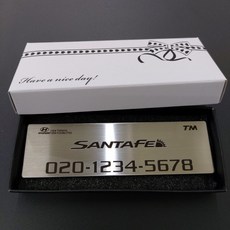 Have a nice day!
SANTAFE TM
020-1234-5678